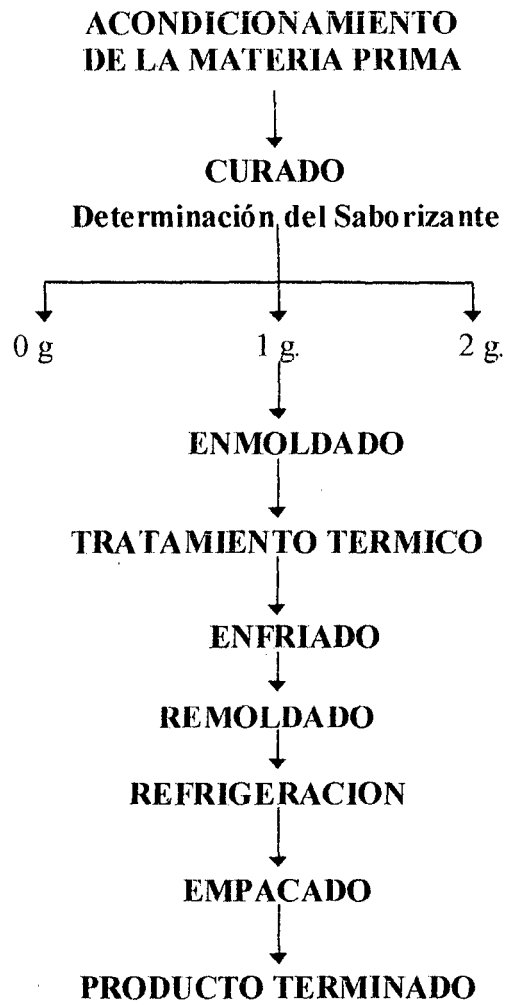 ACONDICIONAMIENTO
DE LA MATERIA PRIMA
CURADO
Determinación del Saborizante
0 g 1 g. 2 g.
ENMOLDADO
TRATAMIENTO TERMICO
ENFRIADO
REMOLDADO
REFRIGERACION
EMPACADO
PRODUCTO TERMINADO